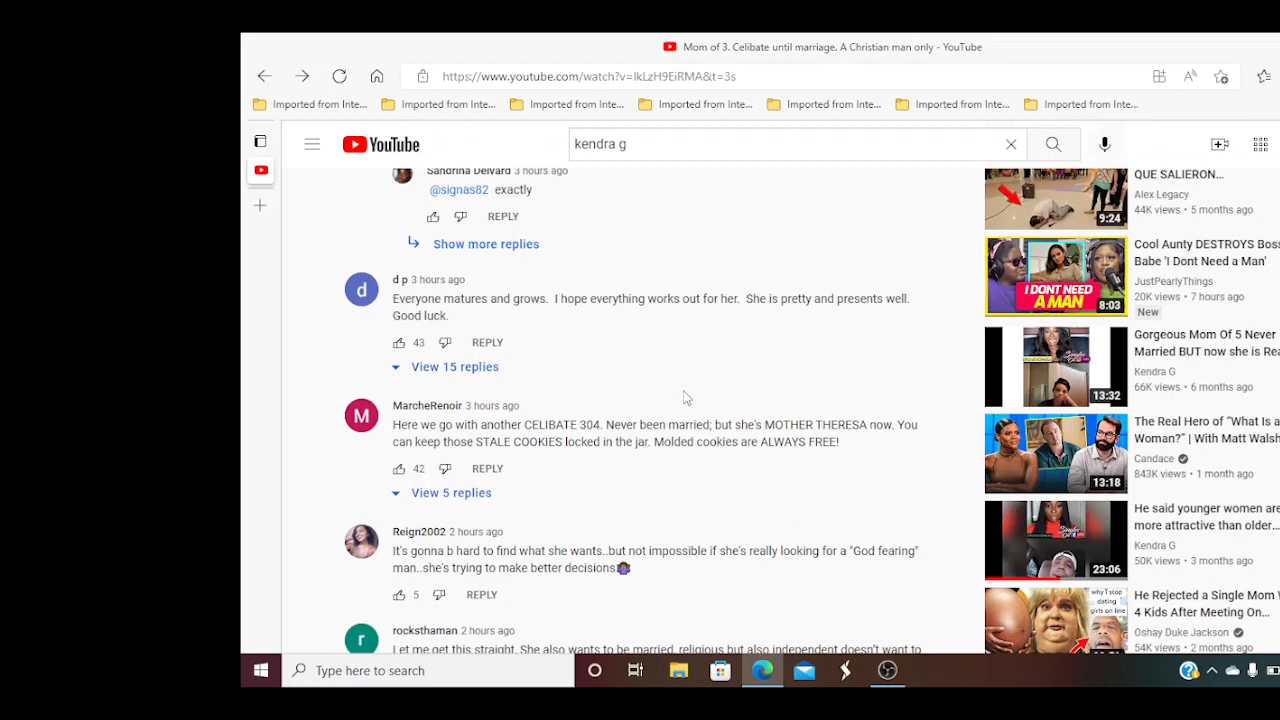 Mom of 3. Celibate until marriage. A Christian man only - YouTube
https://www.youtube.com/watch?v=lkLzH9EiRMA&t=3s
Imported from Inte... Imported from Inte... Imported from Inte... Imported from Inte... Imported from Inte... Imported from Inte... Imported from Inte...
YouTube
kendra g
Sandrina Delvard 3 hours ago
@signas82 exactly
REPLY
Show more replies
d
d p 3 hours ago
Everyone matures and grows. I hope everything works out for her. She is pretty and presents well.
Good luck.
43 REPLY
View 15 replies
M
MarcheRenoir 3 hours ago
Here we go with another CELIBATE 304. Never been married; but she's MOTHER THERESA now. You
can keep those STALE COOKIES locked in the jar. Molded cookies are ALWAYS FREE!
42 REPLY
View 5 replies
Reign2002 2 hours ago
It's gonna b hard to find what she wants..but not impossible if she's really looking for a "God fearing"
man..she's trying to make better decisions
5 REPLY
r
rocksthaman 2 hours ago
Let me get this straight. She also wants to be married, religious but also independent doesn't want to
QUE SALIERON...
Alex Legacy
44K views • 5 months ago
9:24
Cool Aunty DESTROYS Boss
Babe 'I Dont Need a Man'
JustPearlyThings
20K views • 7 hours ago
New
I DONT NEED
A MAN
8:03
Gorgeous Mom Of 5 Never
Married BUT now she is Rea
Kendra G
66K views • 6 months ago
13:32
The Real Hero of "What Is a
Woman?" | With Matt Walsh
Candace
843K views • 1 month ago
13:18
He said younger women are
more attractive than older...
Kendra G
50K views • 3 months ago
23:06
He Rejected a Single Mom W
4 Kids After Meeting On...
Oshay Duke Jackson
why I stop
dating
girls on line
Type here to search